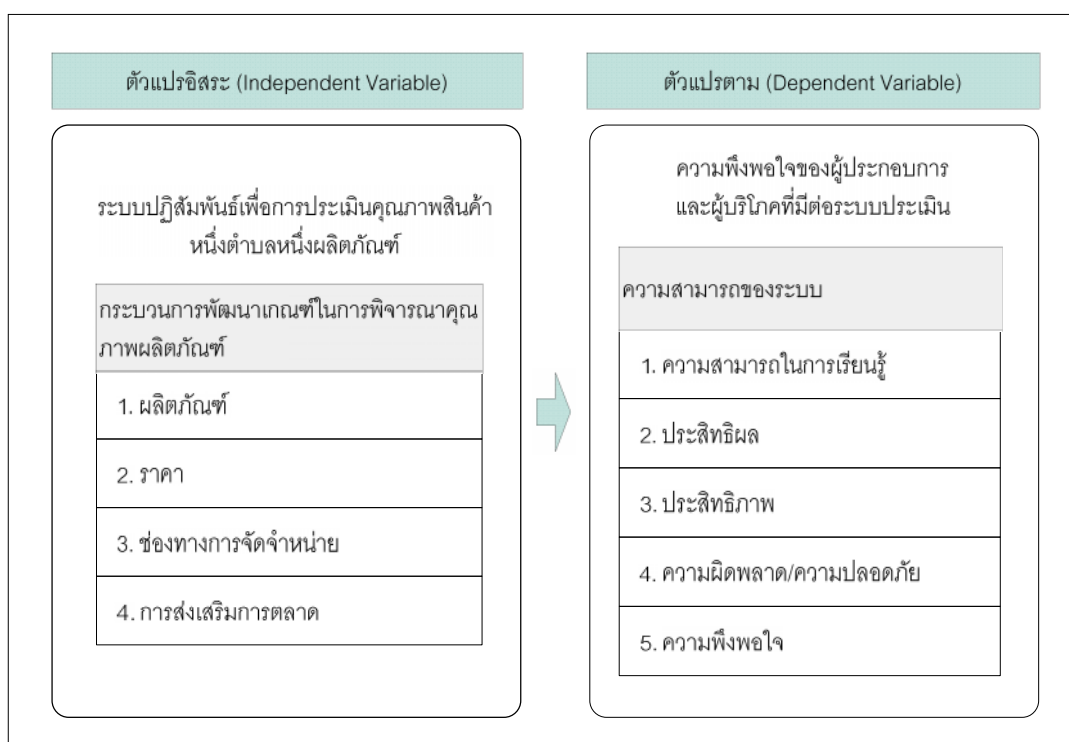 ตัวแปรอิสระ (Independent Variable)
ระบบปฏิสัมพันธ์เพื่อการประเมินคุณภาพสินค้า
หนึ่งตำบลหนึ่งผลิตภัณฑ์
กระบวนการพัฒนาเกณฑ์ในการพิจารณาคุณ
ภาพผลิตภัณฑ์
1. ผลิตภัณฑ์
2. ราคา
3. ช่องทางการจัดจำหน่าย
4. การส่งเสริมการตลาด
ตัวแปรตาม (Dependent Variable)
ความพึงพอใจของผู้ประกอบการ
และผู้บริโภคที่มีต่อระบบประเมิน
ความสามารถของระบบ
1. ความสามารถในการเรียนรู้
2. ประสิทธิผล
3. ประสิทธิภาพ
4. ความผิดพลาด/ความปลอดภัย
5. ความพึงพอใจ